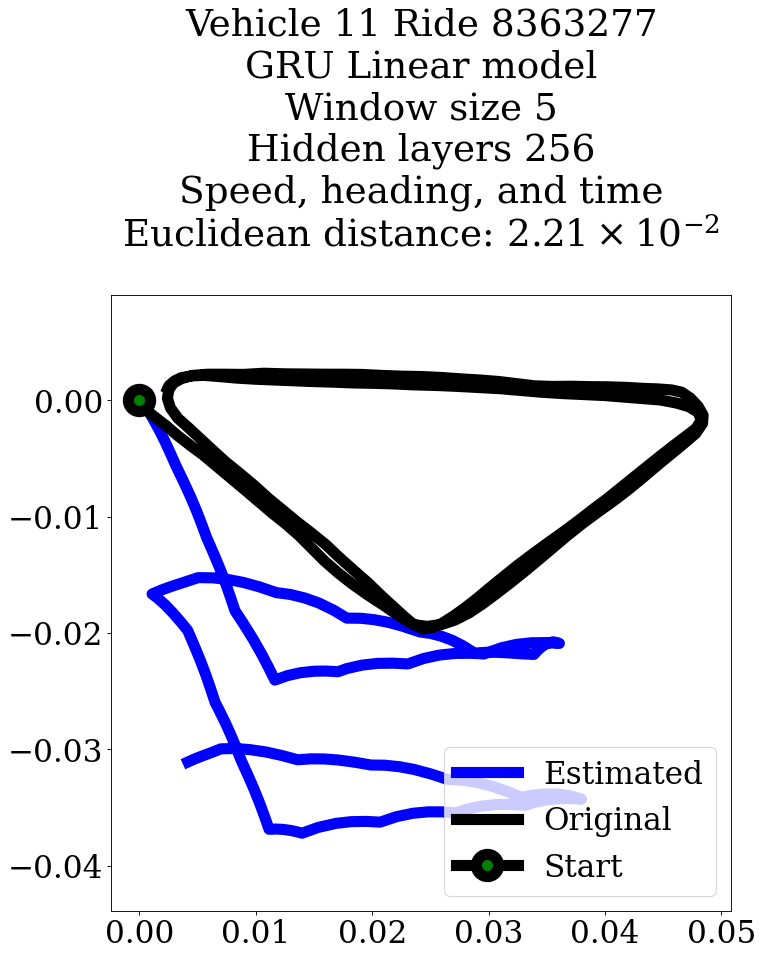 Vehicle 11 Ride 8363277
GRU Linear model
Window size 5
Hidden layers 256
Speed, heading, and time
Euclidean distance: 2.21 × 10⁻²
0.00
−0.01
−0.02
−0.03
−0.04
Estimated
Original
Start
0.00 0.01 0.02 0.03 0.04 0.05